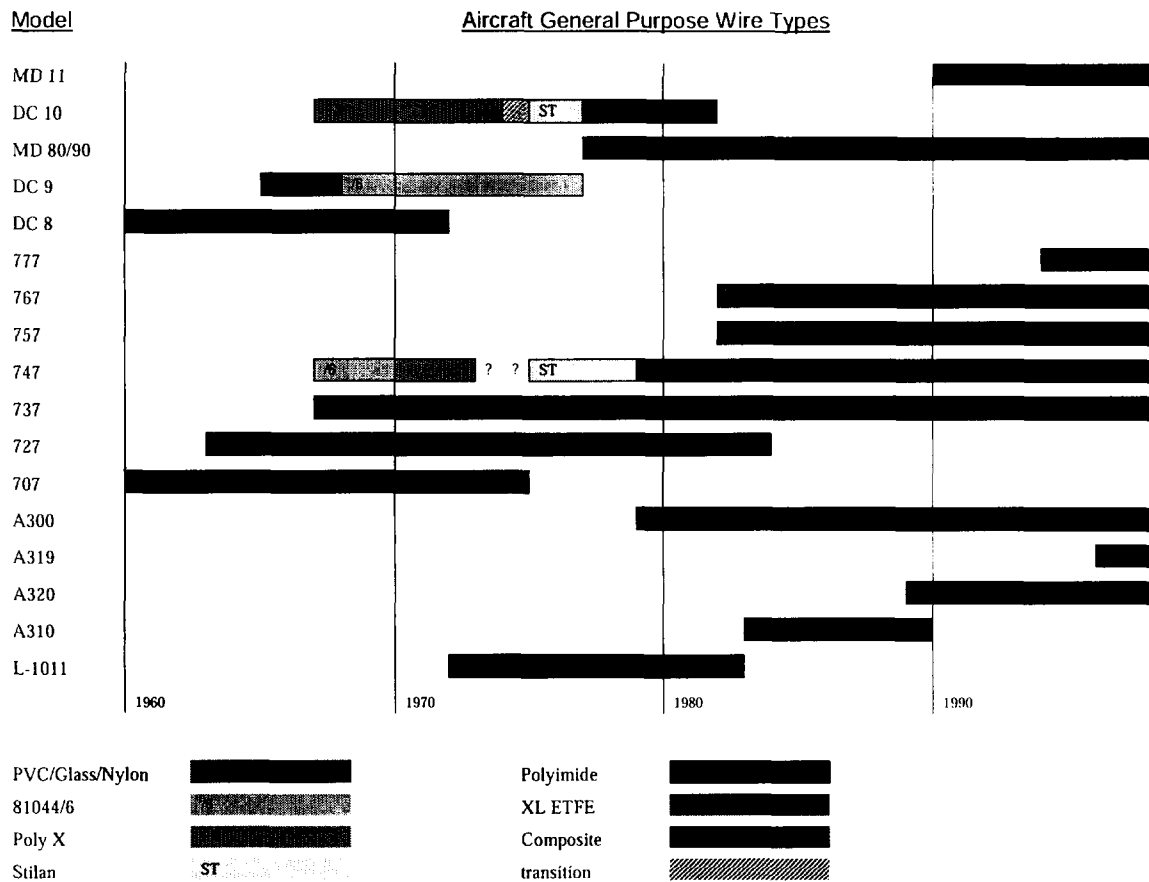 Model Aircraft General Purpose Wire Types
MD 11
DC 10 ST
MD 80/90
DC 9 /6
DC 8
777
767
757
747 /6 ? ? ST
737
727
707
A300
A319
A320
A310
L-1011
1960 1970 1980 1990
PVC/Glass/Nylon Polyimide
81044/6 /6 XL ETFE
Poly X Composite
Stilan ST transition